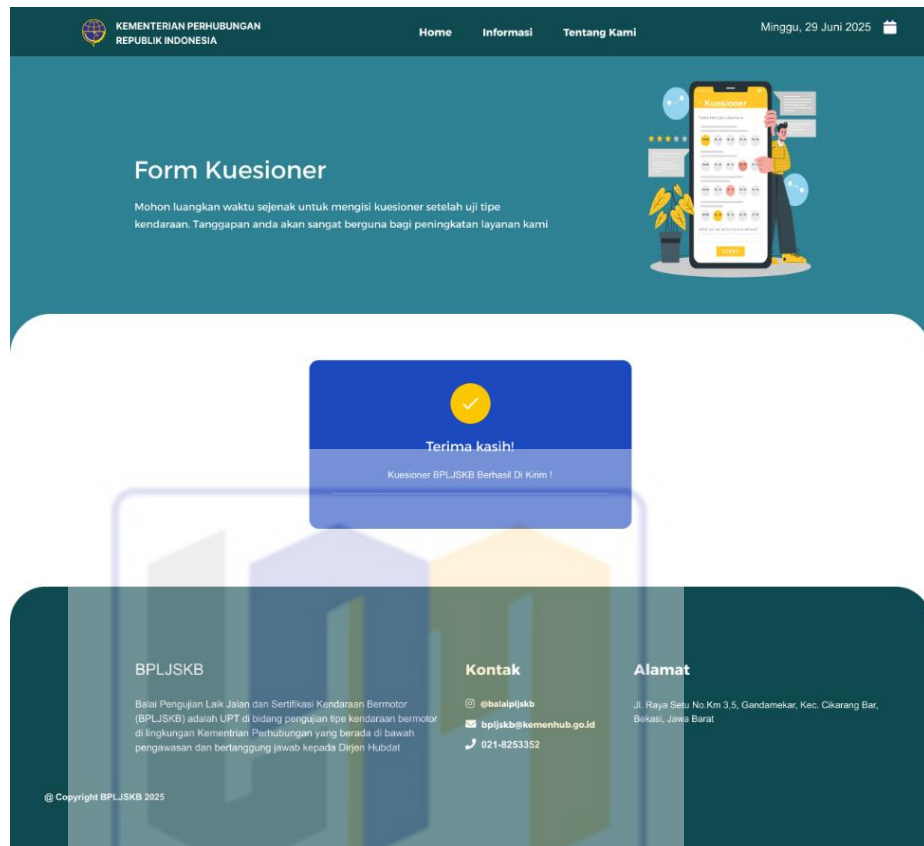 KEMENTERIAN PERHUBUNGAN
REPUBLIK INDONESIA
Home Informasi Tentang Kami
Minggu, 29 Juni 2025
Form Kuesioner
Mohon luangkan waktu sejenak untuk mengisi kuesioner setelah uji tipe
kendaraan. Tanggapan anda akan sangat berguna bagi peningkatan layanan kami
Kuesioner
Terima kasih!
Kuesioner BPLJSKB Berhasil Di Kirim !
BPLJSKB
Balai Pengujian Laik Jalan dan Sertifikasi Kendaraan Bermotor
(BPLJSKB) adalah UPT di bidang pengujian tipe kendaraan bermotor
di lingkungan Kementrian Perhubungan yang berada di bawah
pengawasan dan bertanggung jawab kepada Dirjen Hubdat
Kontak
@balaipljskb
bpljskb@kemenhub.go.id
021-8253352
Alamat
Jl. Raya Setu No.Km 3,5, Gandamekar, Kec. Cikarang Bar,
Bekasi, Jawa Barat
@ Copyright BPLJSKB 2025